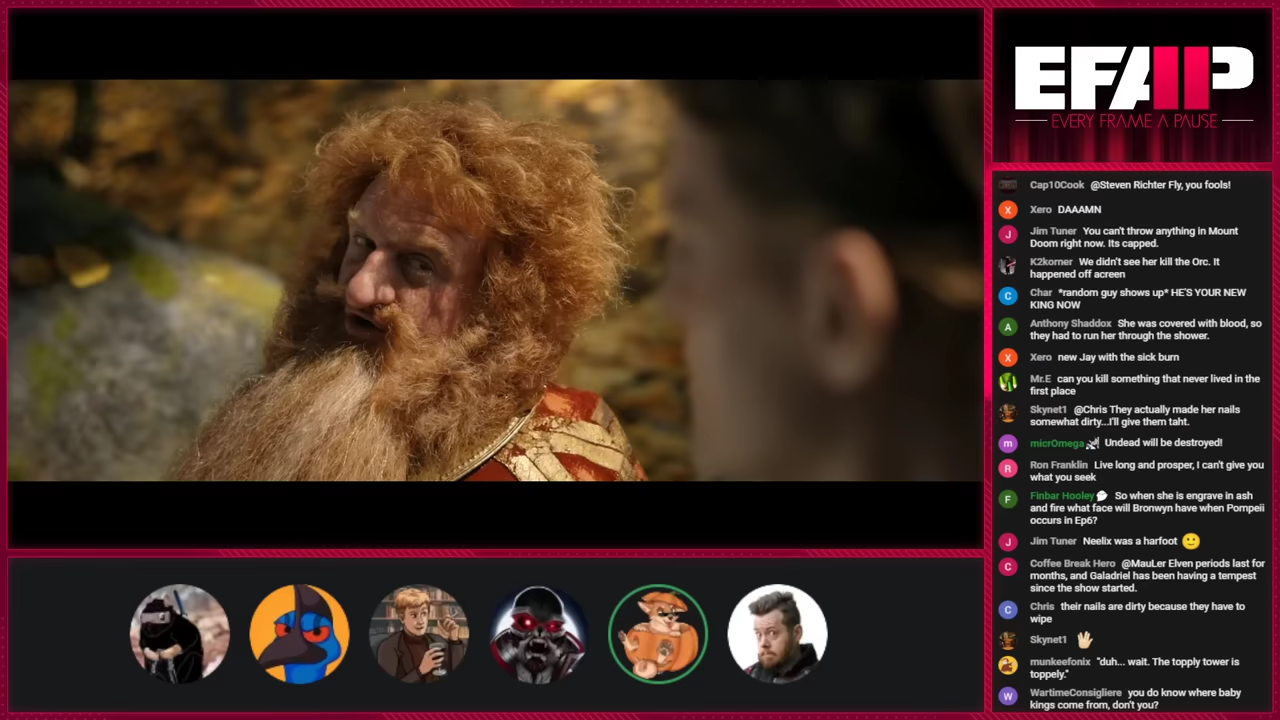 EFAP
EVERY FRAME A PAUSE
Cap10Cook @Steven Richter Fly, you fools!
X Xero DAAAMN
J Jim Tuner You can't throw anything in Mount
Doom right now. Its capped.
K2korner We didn't see her kill the Orc. It
happened off acreen
C Char *random guy shows up* HE'S YOUR NEW
KING NOW
A Anthony Shaddox She was covered with blood, so
they had to run her through the shower.
X Xero new Jay with the sick burn
Mr.E can you kill something that never lived in the
first place
Skynet1 @Chris They actually made her nails
somewhat dirty...I'll give them taht.
m micrOmega Undead will be destroyed!
R Ron Franklin Live long and prosper, I can't give you
what you seek
F Finbar Hooley So when she is engrave in ash
and fire what face will Bronwyn have when Pompeii
occurs in Ep6?
J Jim Tuner Neelix was a harfoot 🙂
C Coffee Break Hero @MauLer Elven periods last for
months, and Galadriel has been having a tempest
since the show started.
C Chris their nails are dirty because they have to
wipe
Skynet1 🖖🏻
munkeefonix "duh... wait. The topply tower is
toppely."
W WartimeConsigliere you do know where baby
kings come from, don't you?